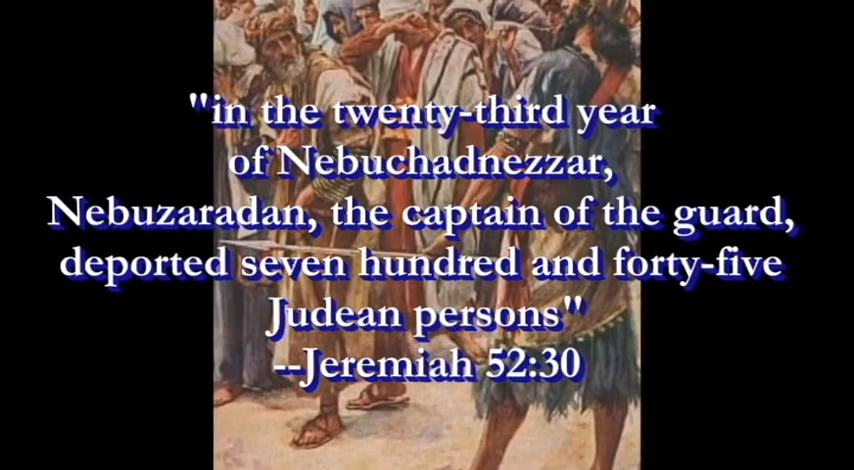 "in the twenty-third year
of Nebuchadnezzar,
Nebuzaradan, the captain of the guard,
deported seven hundred and forty-five
Judean persons"
--Jeremiah 52:30